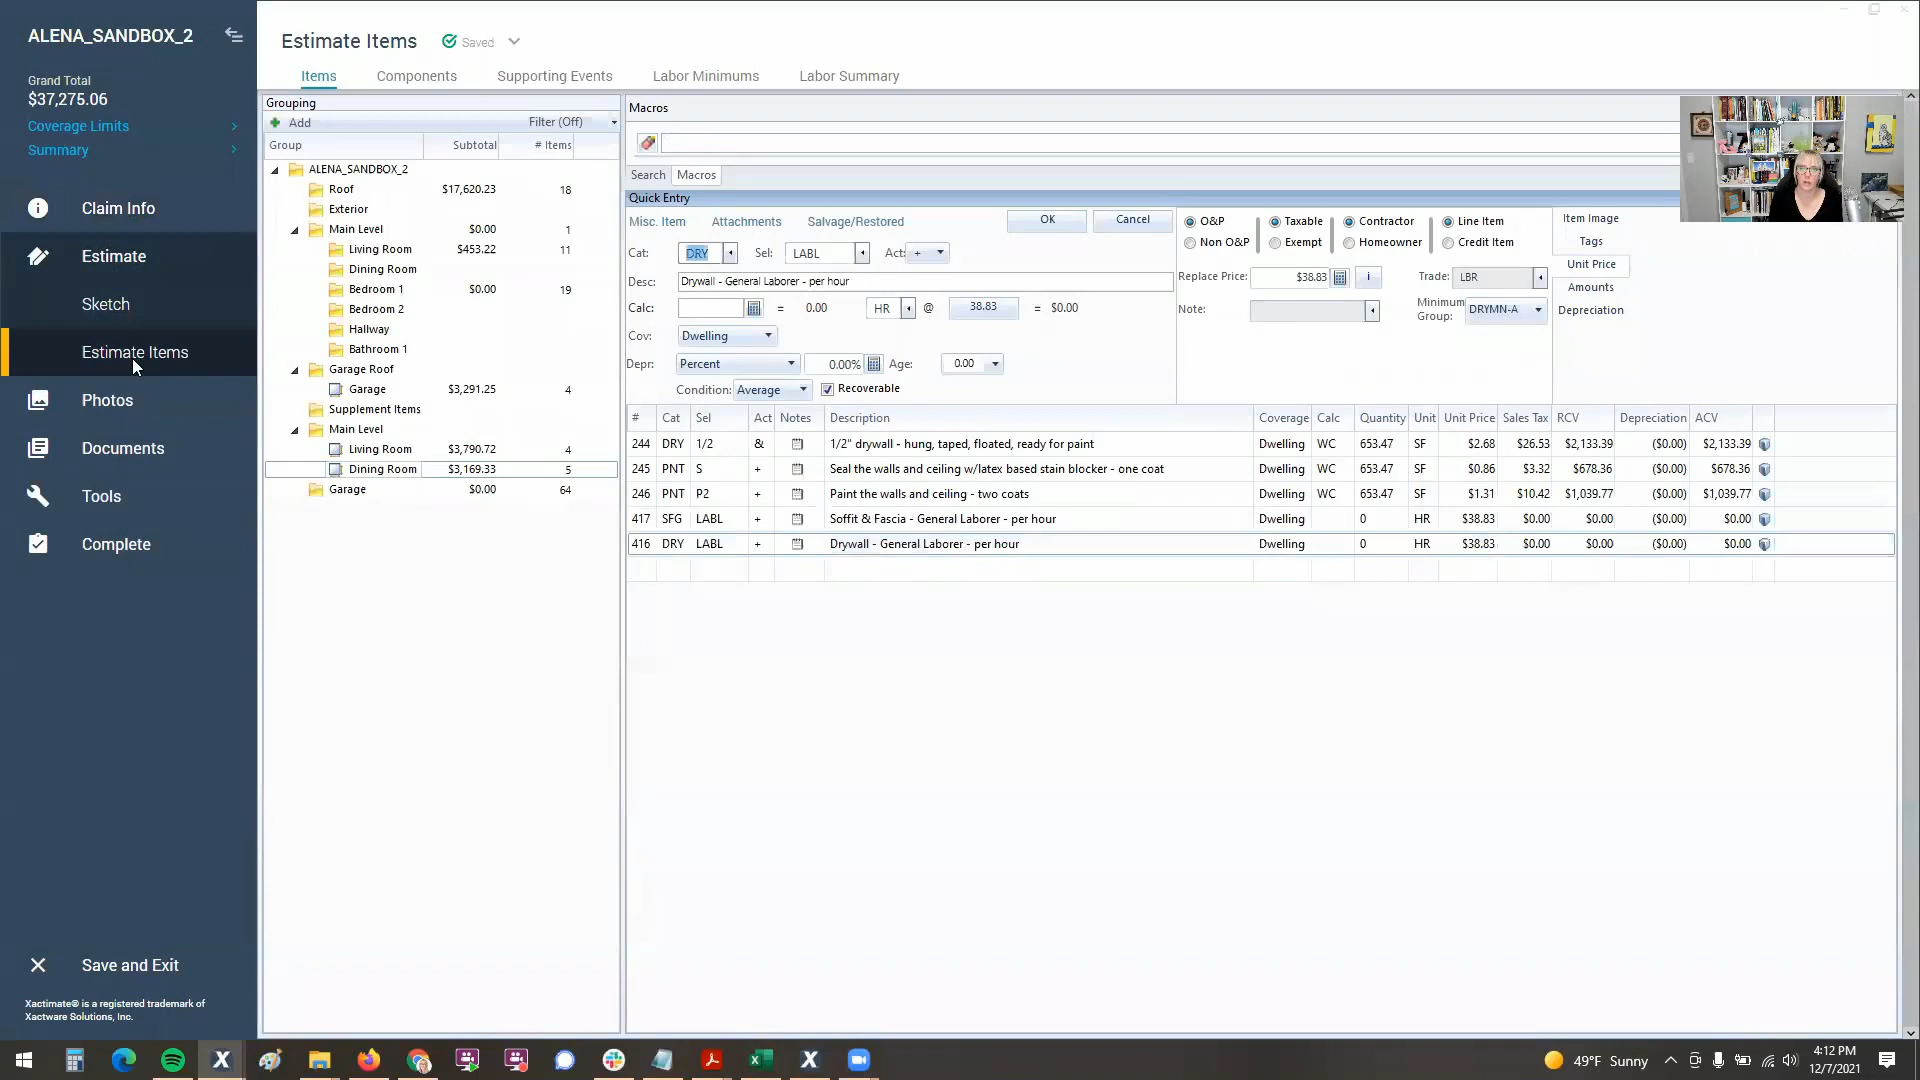 ALENA_SANDBOX_2
Grand Total
$37,275.06
Coverage Limits
Summary
Claim Info
Estimate
Sketch
Estimate Items
Photos
Documents
Tools
Complete
Save and Exit
Xactimate® is a registered trademark of
Xactware Solutions, Inc.
Estimate Items Saved
Items Components Supporting Events Labor Minimums Labor Summary
Grouping
Add Filter (Off)
Group Subtotal # Items
ALENA_SANDBOX_2
Roof $17,620.23 18
Exterior
Main Level $0.00 1
Living Room $453.22 11
Dining Room
Bedroom 1 $0.00 19
Bedroom 2
Hallway
Bathroom 1
Garage Roof
Garage $3,291.25 4
Supplement Items
Main Level
Living Room $3,790.72 4
Dining Room $3,169.33 5
Garage $0.00 64
Macros
Search Macros
Quick Entry
Misc. Item Attachments Salvage/Restored OK Cancel
Cat: DRY Sel: LABL Act: +
Desc: Drywall - General Laborer - per hour
Calc: = 0.00 HR @ 38.83 = $0.00
Cov: Dwelling
Depr: Percent 0.00% Age: 0.00
Condition: Average Recoverable
O&P Taxable Contractor Line Item
Non O&P Exempt Homeowner Credit Item
Replace Price: $38.83 i Trade: LBR
Note: Minimum Group: DRYMN-A
Item Image
Tags
Unit Price
Amounts
Depreciation
# Cat Sel Act Notes Description Coverage Calc Quantity Unit Unit Price Sales Tax RCV Depreciation ACV
244 DRY 1/2 & 1/2" drywall - hung, taped, floated, ready for paint Dwelling WC 653.47 SF $2.68 $26.53 $2,133.39 ($0.00) $2,133.39
245 PNT S + Seal the walls and ceiling w/latex based stain blocker - one coat Dwelling WC 653.47 SF $0.86 $3.32 $678.36 ($0.00) $678.36
246 PNT P2 + Paint the walls and ceiling - two coats Dwelling WC 653.47 SF $1.31 $10.42 $1,039.77 ($0.00) $1,039.77
417 SFG LABL + Soffit & Fascia - General Laborer - per hour Dwelling 0 HR $38.83 $0.00 $0.00 ($0.00) $0.00
416 DRY LABL + Drywall - General Laborer - per hour Dwelling 0 HR $38.83 $0.00 $0.00 ($0.00) $0.00
49°F Sunny
4:12 PM
12/7/2021